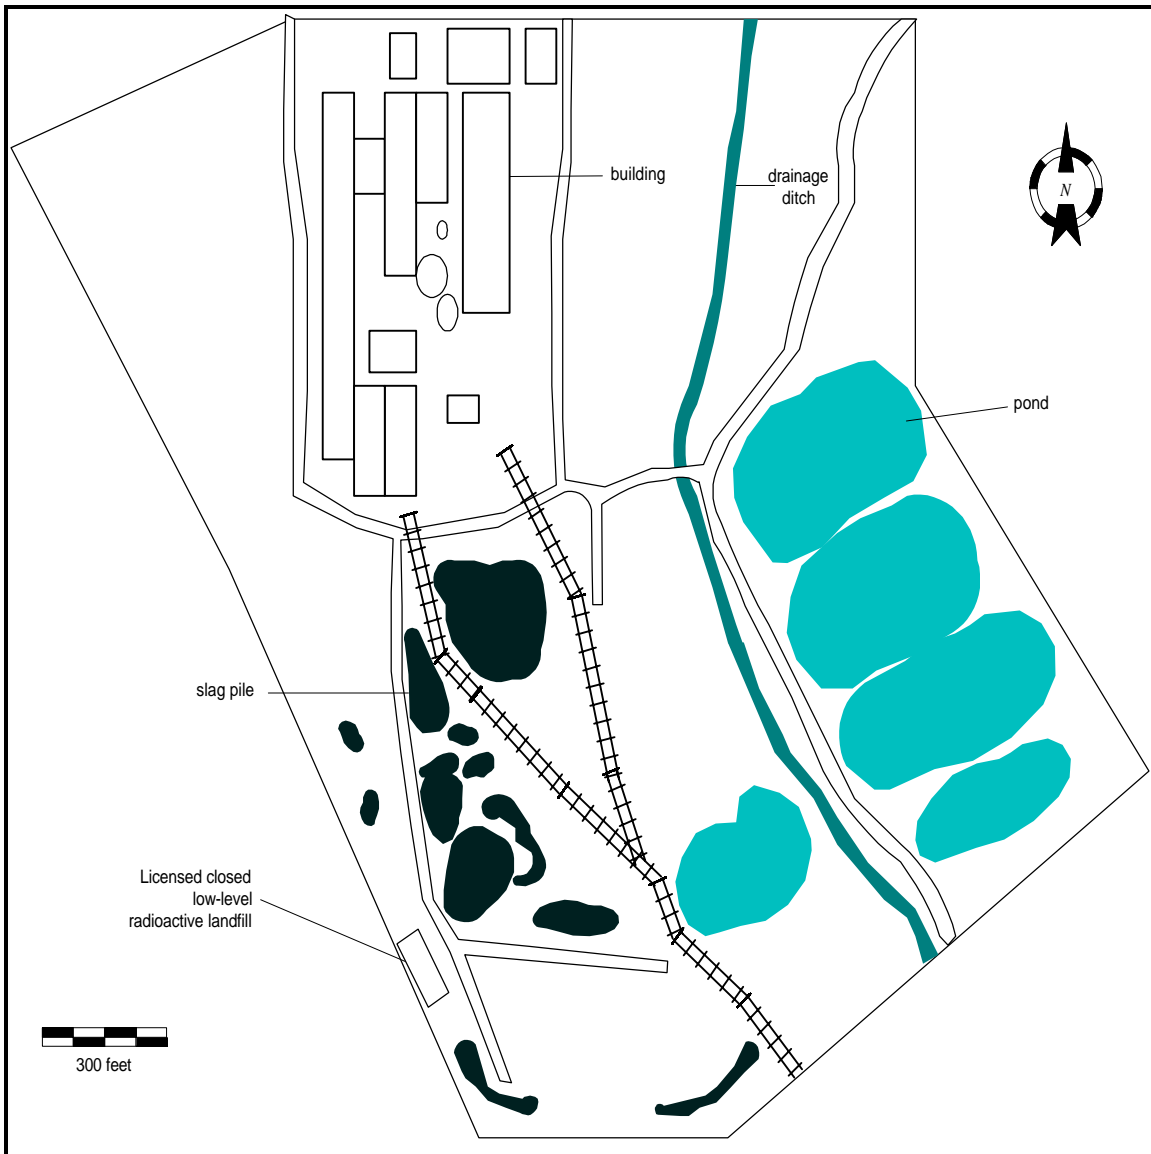 building
drainage
ditch
N
pond
slag pile
Licensed closed
low-level
radioactive landfill
300 feet